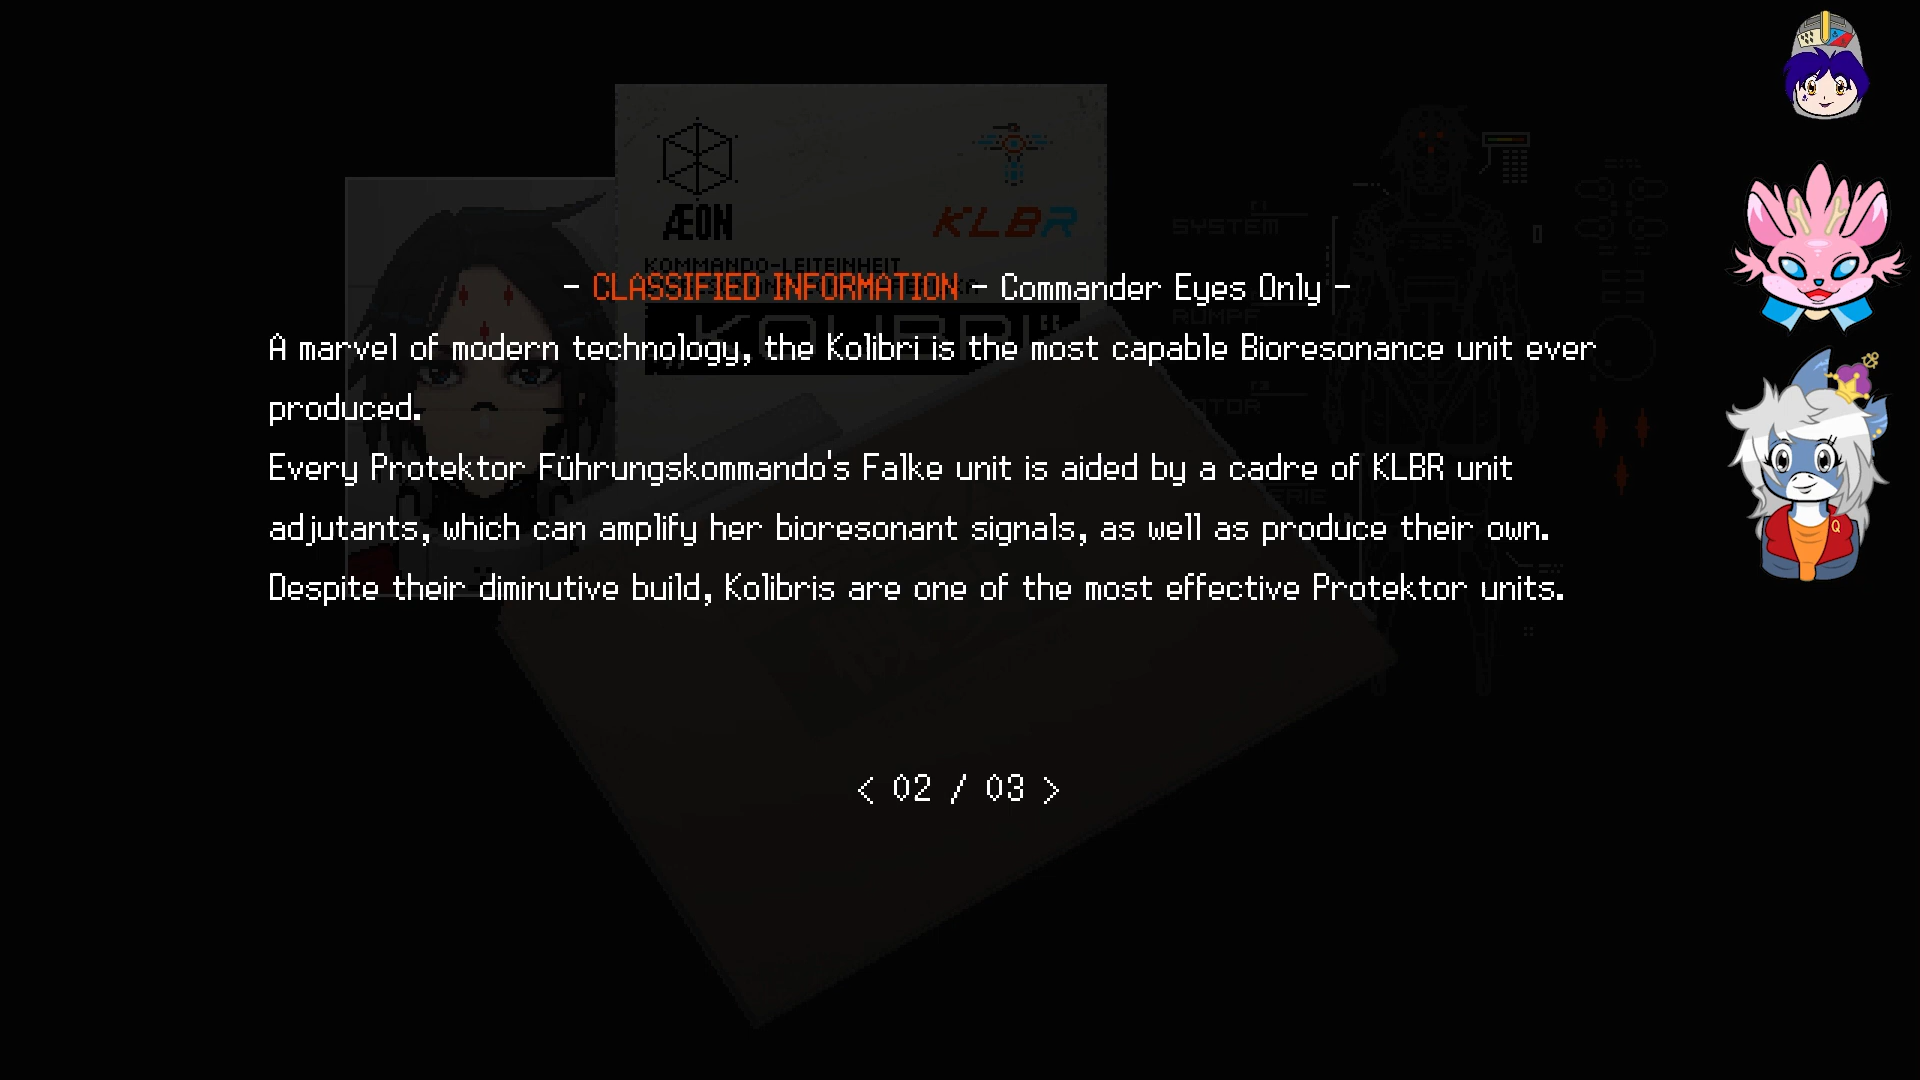 ÆON
KLBR
KOMMANDO-LEITEINHEIT
„KOLIBRI“
SYSTEM
RUMPF
- CLASSIFIED INFORMATION - Commander Eyes Only -
A marvel of modern technology, the Kolibri is the most capable Bioresonance unit ever
produced.
Every Protektor Führungskommando's Falke unit is aided by a cadre of KLBR unit
adjutants, which can amplify her bioresonant signals, as well as produce their own.
Despite their diminutive build, Kolibris are one of the most effective Protektor units.
< 02 / 03 >
Q